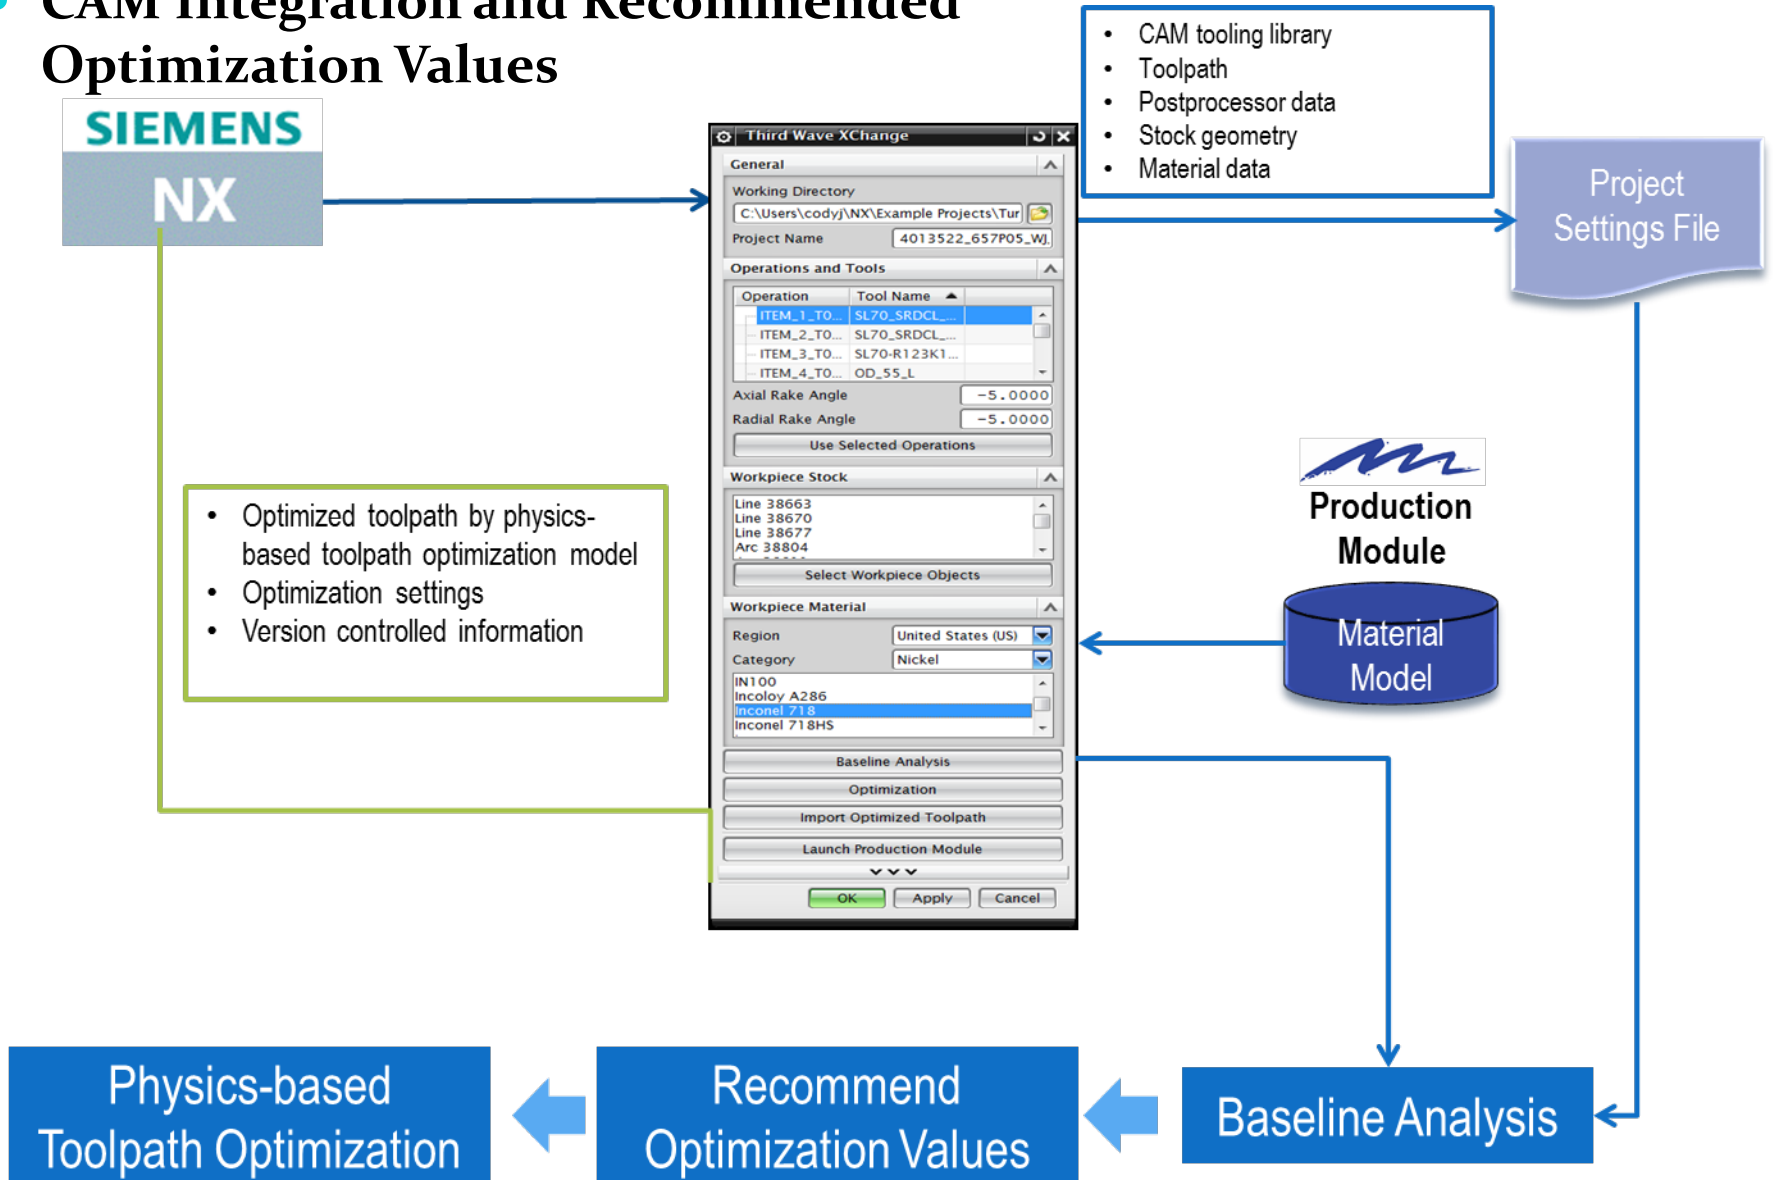 CAM Integration and Recommended
Optimization Values
SIEMENS
NX
• CAM tooling library
• Toolpath
• Postprocessor data
• Stock geometry
• Material data
Project
Settings File
Third Wave XChange
General
Working Directory
C:\Users\codyj\NX\Example Projects\Tur
Project Name 4013522_657P05_WJ
Operations and Tools
Operation Tool Name
ITEM_1_T0... SL70_SRDCL_...
ITEM_2_T0... SL70_SRDCL_...
ITEM_3_T0... SL70-R123K1...
ITEM_4_T0... OD_55_L
Axial Rake Angle -5.0000
Radial Rake Angle -5.0000
Use Selected Operations
Workpiece Stock
Line 38663
Line 38670
Line 38677
Arc 38804
Select Workpiece Objects
Workpiece Material
Region United States (US)
Category Nickel
IN100
Incoloy A286
Inconel 718
Inconel 718HS
Baseline Analysis
Optimization
Import Optimized Toolpath
Launch Production Module
OK Apply Cancel
• Optimized toolpath by physics-
based toolpath optimization model
• Optimization settings
• Version controlled information
Production
Module
Material
Model
Physics-based
Toolpath Optimization
Recommend
Optimization Values
Baseline Analysis